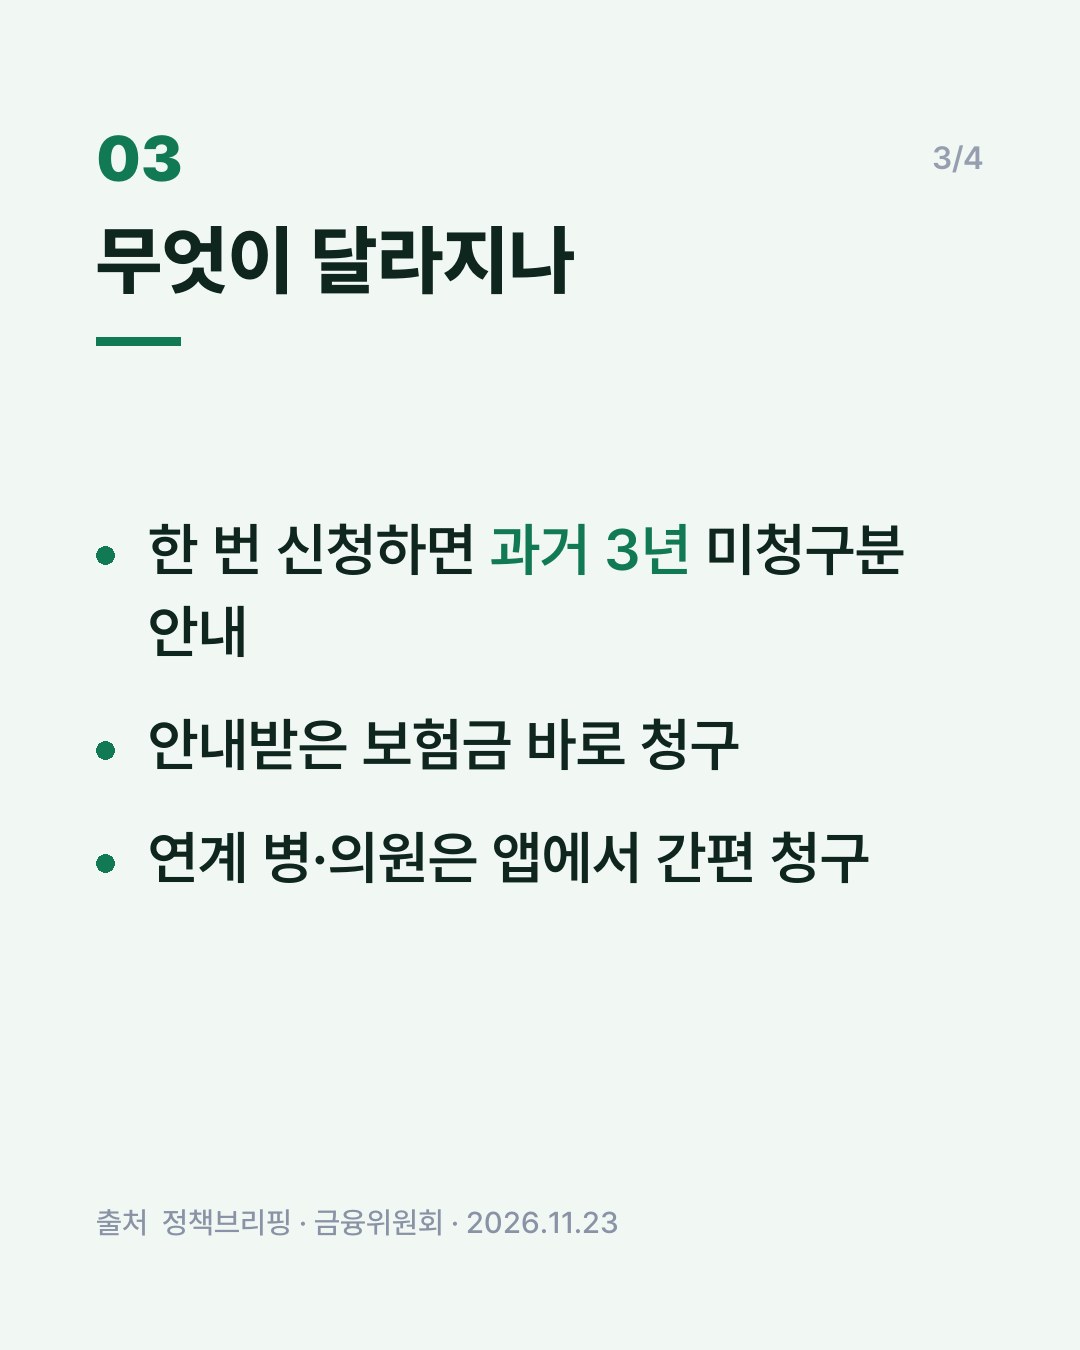 03
3/4
무엇이 달라지나
한 번 신청하면 과거 3년 미청구분
안내
안내받은 보험금 바로 청구
연계 병·의원은 앱에서 간편 청구
출처 정책브리핑 · 금융위원회 · 2026.11.23